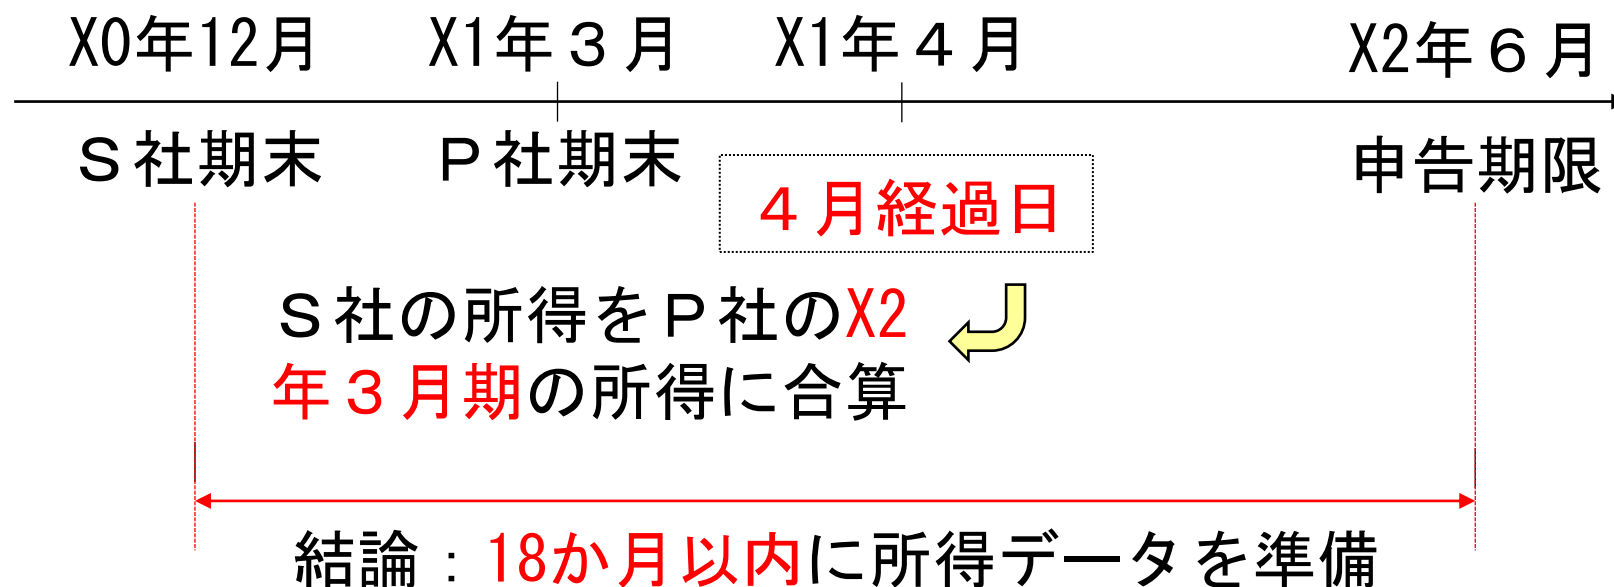 X0年12月
X1年３月
X1年４月
X2年６月
Ｓ社期末
Ｐ社期末
申告期限
４月経過日
Ｓ社の所得をＰ社のX2
年３月期の所得に合算
結論：18か月以内に所得データを準備